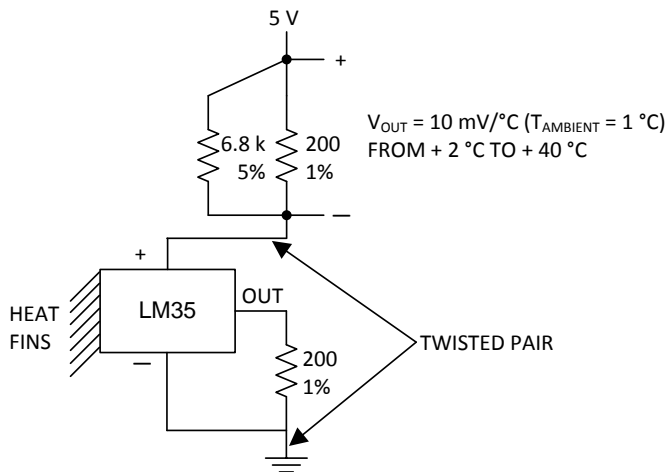 5 V
+
6.8 k
5%
200
1%
V_OUT = 10 mV/°C (T_AMBIENT = 1 °C)
FROM + 2 °C TO + 40 °C
—
+
HEAT
FINS
LM35
OUT
—
200
1%
TWISTED PAIR